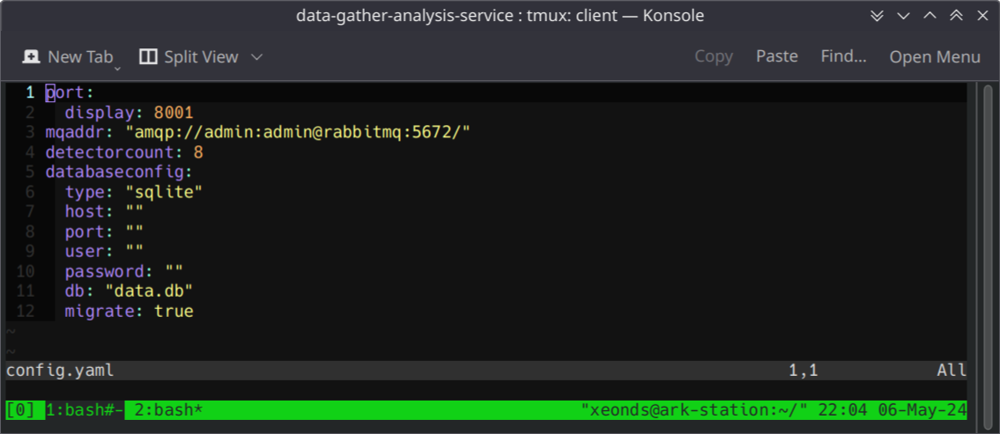 data-gather-analysis-service : tmux: client — Konsole
New Tab Split View Copy Paste Find... Open Menu
1 port:
2   display: 8001
3 mqaddr: "amqp://admin:admin@rabbitmq:5672/"
4 detectorcount: 8
5 databaseconfig:
6   type: "sqlite"
7   host: ""
8   port: ""
9   user: ""
10   password: ""
11   db: "data.db"
12   migrate: true
~
~
config.yaml 1,1 All
[0] 1:bash#- 2:bash* "xeonds@ark-station:~/" 22:04 06-May-24